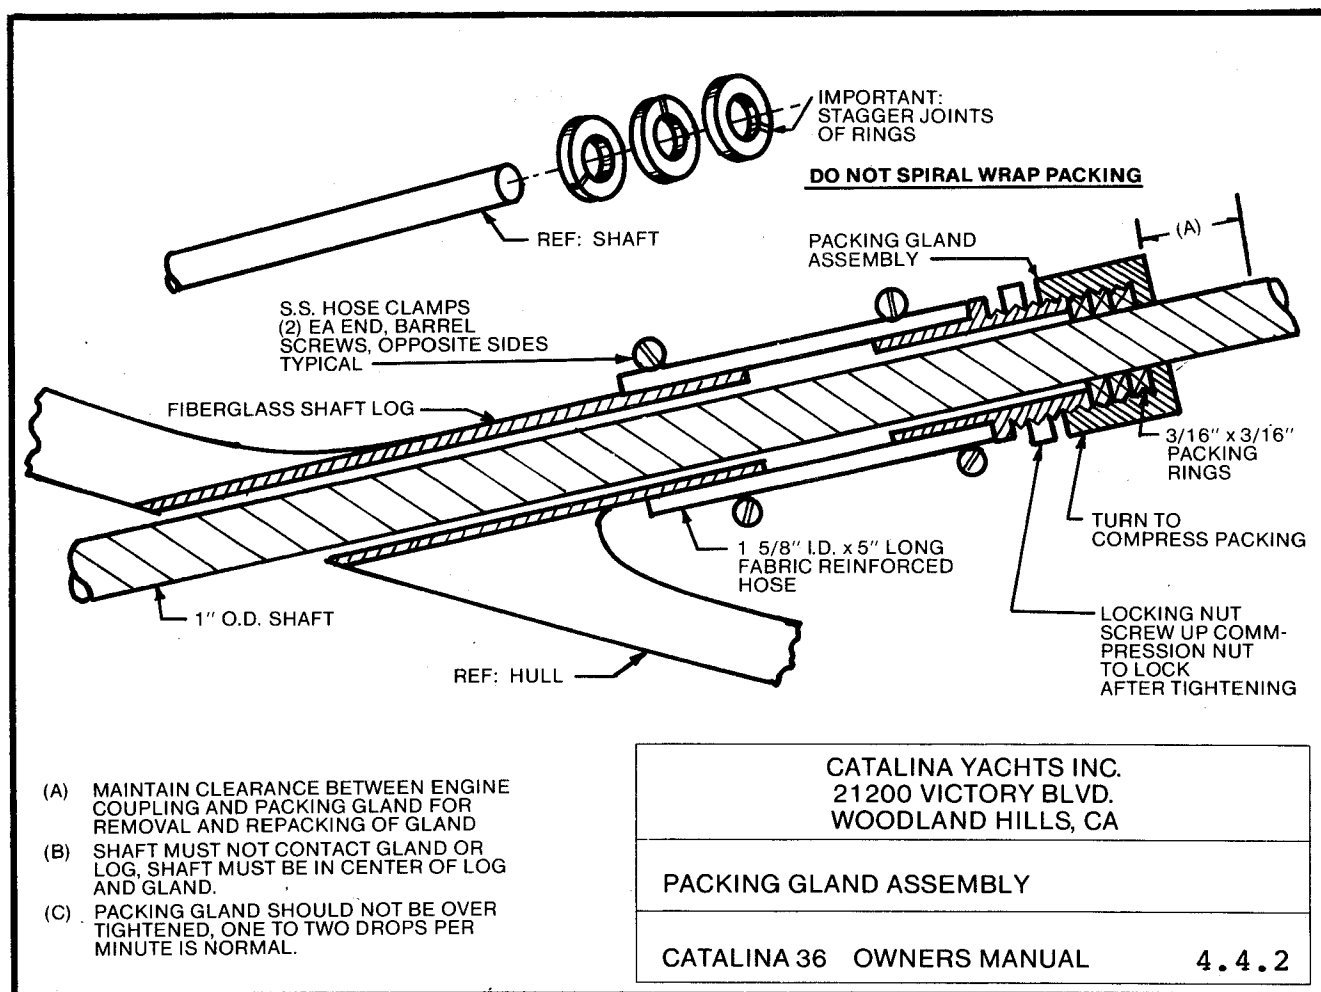 IMPORTANT:
STAGGER JOINTS
OF RINGS
DO NOT SPIRAL WRAP PACKING
REF: SHAFT
PACKING GLAND
ASSEMBLY
(A)
S.S. HOSE CLAMPS
(2) EA END, BARREL
SCREWS, OPPOSITE SIDES
TYPICAL
FIBERGLASS SHAFT LOG
3/16" x 3/16"
PACKING
RINGS
TURN TO
COMPRESS PACKING
1 5/8" I.D. x 5" LONG
FABRIC REINFORCED
HOSE
1" O.D. SHAFT
LOCKING NUT
SCREW UP COMM-
PRESSION NUT
TO LOCK
AFTER TIGHTENING
REF: HULL
(A) MAINTAIN CLEARANCE BETWEEN ENGINE
COUPLING AND PACKING GLAND FOR
REMOVAL AND REPACKING OF GLAND
(B) SHAFT MUST NOT CONTACT GLAND OR
LOG, SHAFT MUST BE IN CENTER OF LOG
AND GLAND.
(C) PACKING GLAND SHOULD NOT BE OVER
TIGHTENED, ONE TO TWO DROPS PER
MINUTE IS NORMAL.
CATALINA YACHTS INC.
21200 VICTORY BLVD.
WOODLAND HILLS, CA
PACKING GLAND ASSEMBLY
CATALINA 36 OWNERS MANUAL 4.4.2